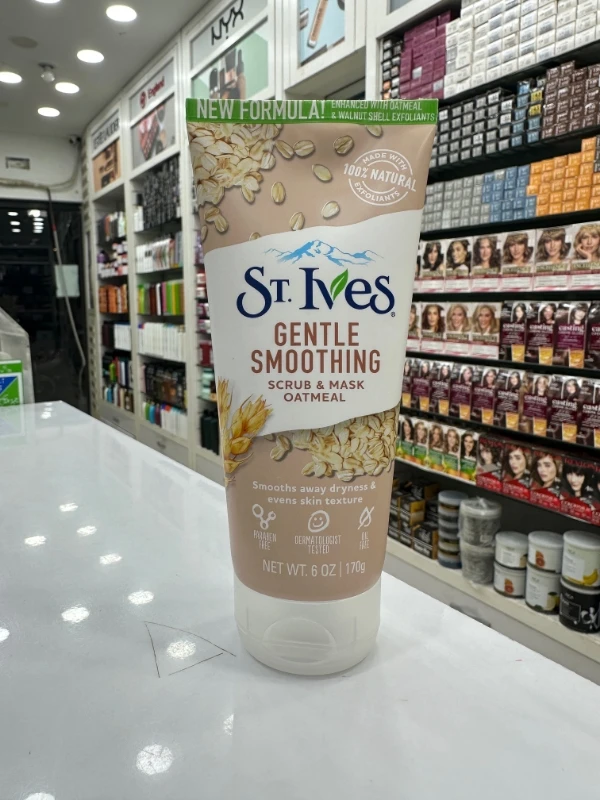 NYX
NEW FORMULA! ENHANCED WITH OATMEAL
& WALNUT SHELL EXFOLIANTS
MADE WITH
100% NATURAL
EXFOLIANTS
ST. IVES®
GENTLE
SMOOTHING
SCRUB & MASK
OATMEAL
Smooths away dryness &
evens skin texture
PARABEN
FREE
DERMATOLOGIST
TESTED
OIL
FREE
NET WT. 6 OZ | 170g